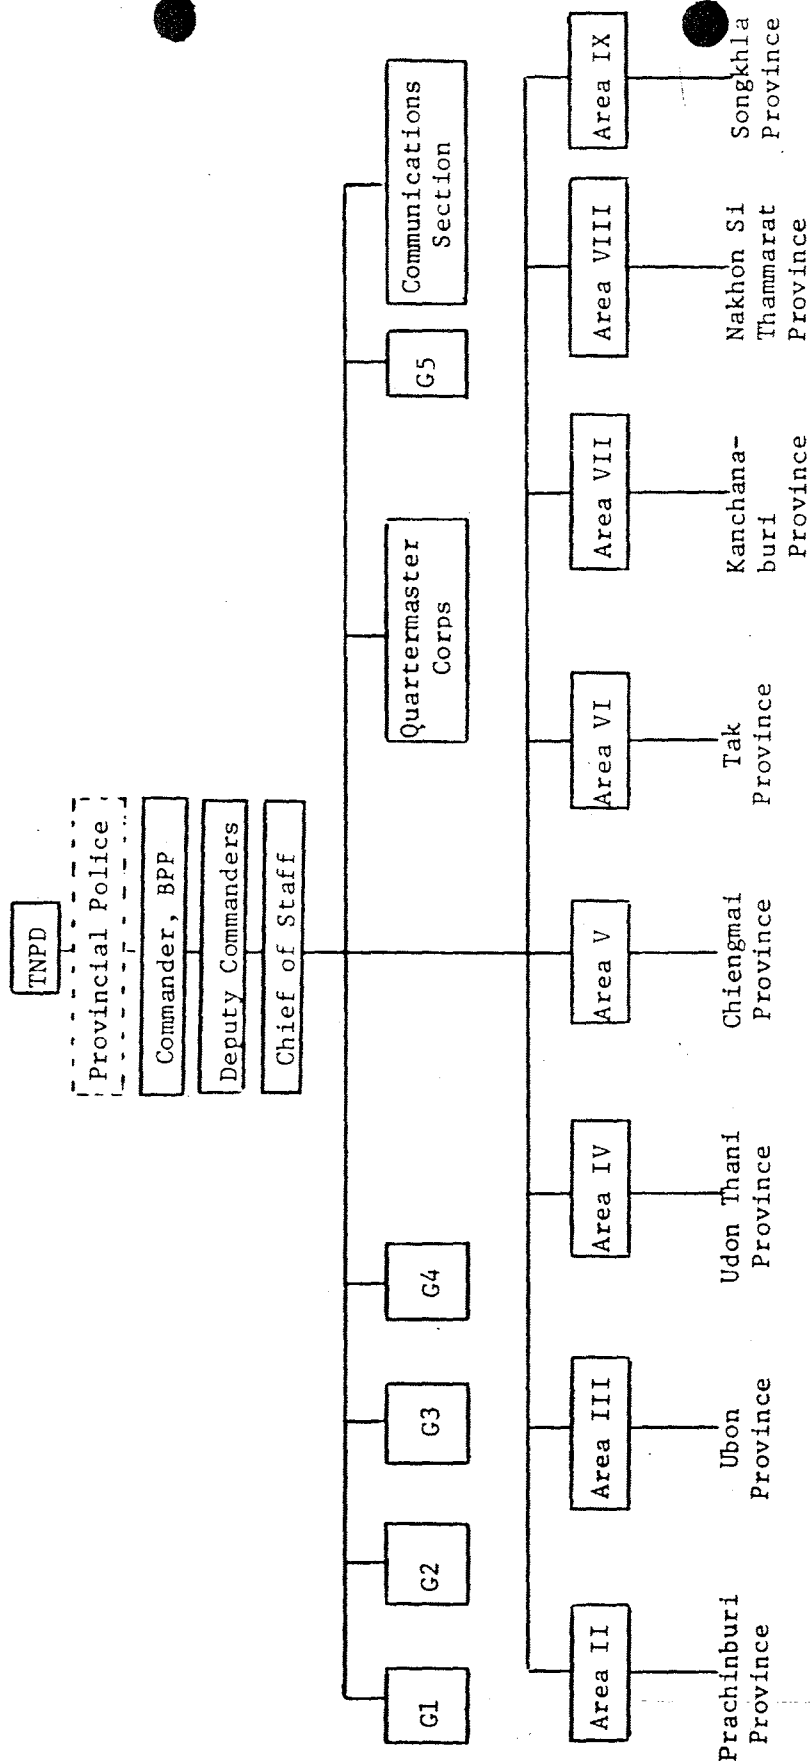 TNPD
Provincial Police
Commander, BPP
Deputy Commanders
Chief of Staff
G1
G2
G3
G4
Quartermaster
Corps
G5
Communications
Section
Area II
Area III
Area IV
Area V
Area VI
Area VII
Area VIII
Area IX
Prachinburi
Province
Ubon
Province
Udon Thani
Province
Chiengmai
Province
Tak
Province
Kanchana-
buri
Province
Nakhon Si
Thammarat
Province
Songkhla
Province